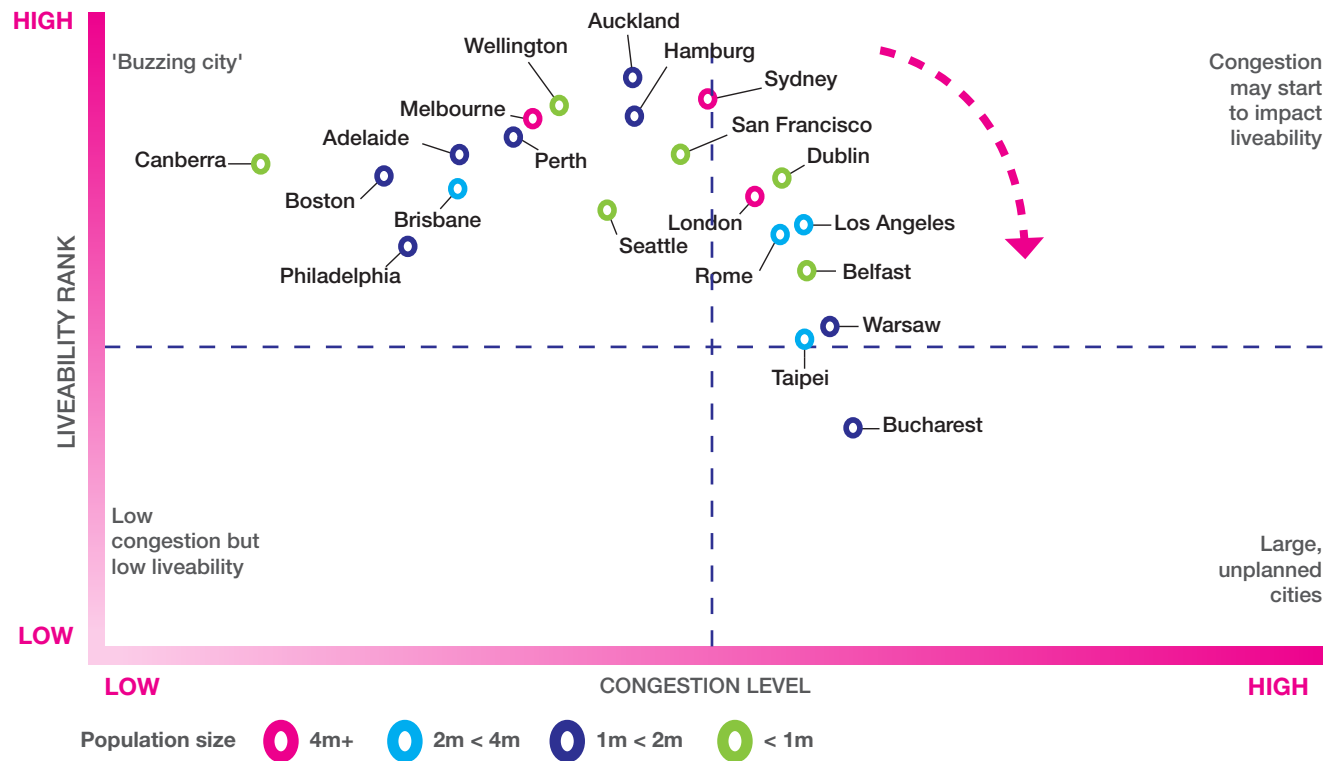 HIGH
'Buzzing city'
Wellington
Auckland
Hamburg
Sydney
Congestion
may start
to impact
liveability
Melbourne
Adelaide
Perth
San Francisco
Dublin
Canberra
Boston
Brisbane
London
Los Angeles
Seattle
Rome
Philadelphia
Belfast
Warsaw
Taipei
Bucharest
LIVEABILITY RANK
Low
congestion but
low liveability
Large,
unplanned
cities
LOW
LOW
CONGESTION LEVEL
HIGH
Population size
4m+
2m < 4m
1m < 2m
< 1m